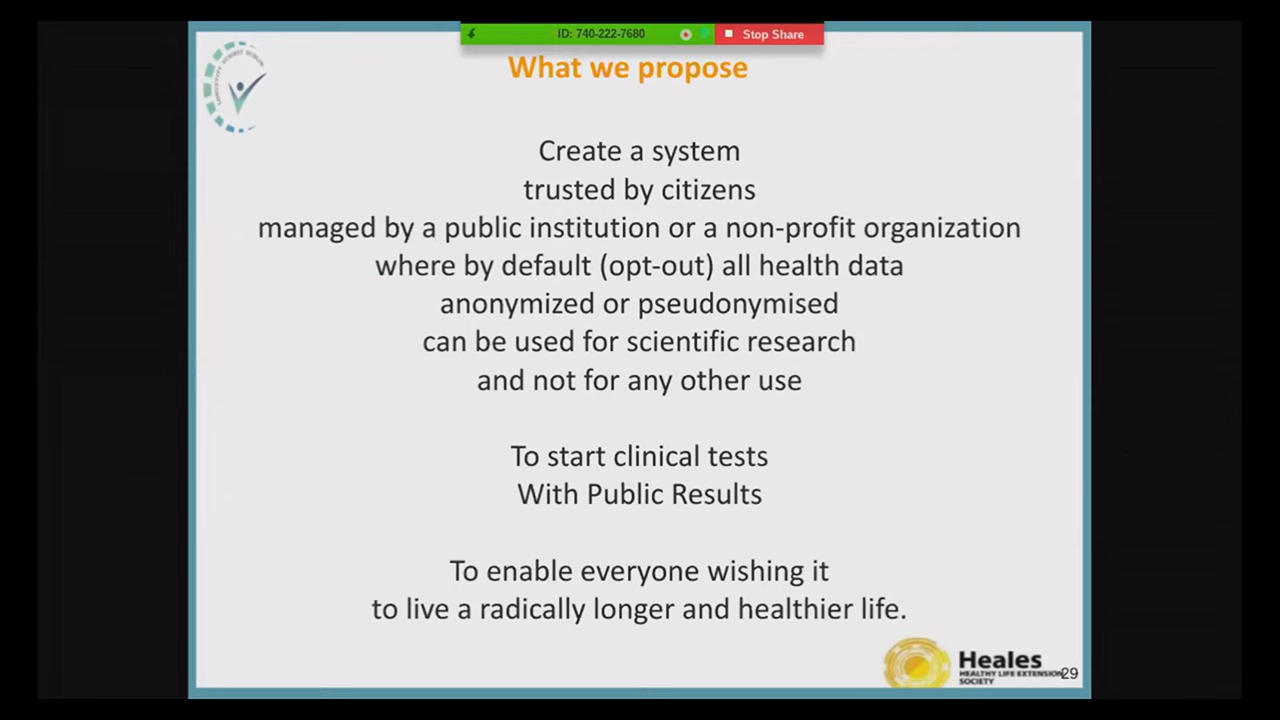 ID: 740-222-7680
Stop Share
LONGEVITY SUMMIT DUBLIN
What we propose
Create a system
trusted by citizens
managed by a public institution or a non-profit organization
where by default (opt-out) all health data
anonymized or pseudonymised
can be used for scientific research
and not for any other use
To start clinical tests
With Public Results
To enable everyone wishing it
to live a radically longer and healthier life.
Heales
HEALTHY LIFE EXTENSION
SOCIETY
29